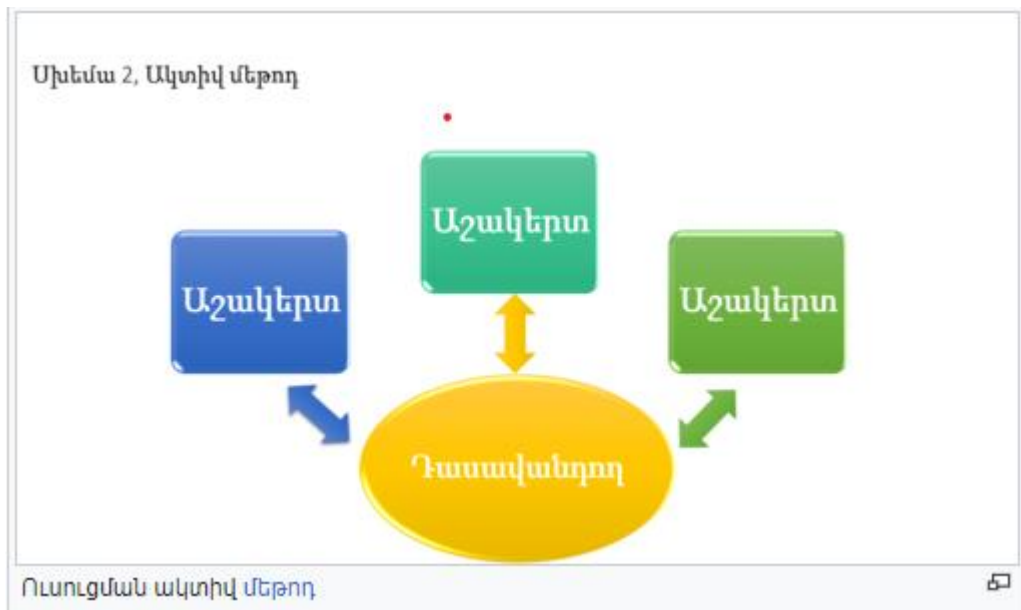 Սխեմա 2, Ակտիվ մեթոդ
Աշակերտ
Աշակերտ
Աշակերտ
Դասավանդող
Ուսուցման ակտիվ մեթոդ